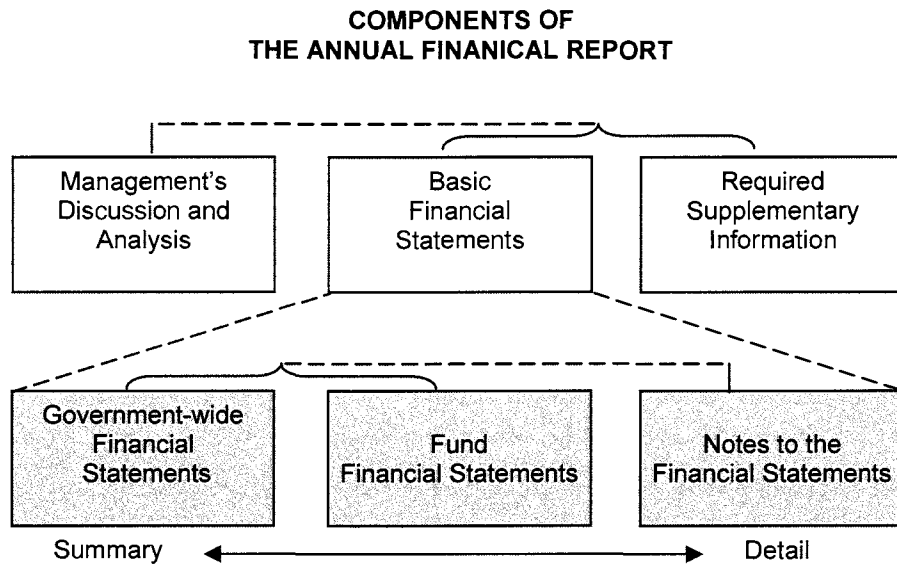 COMPONENTS OF
THE ANNUAL FINANICAL REPORT
Management's
Discussion and
Analysis
Basic
Financial
Statements
Required
Supplementary
Information
Government-wide
Financial
Statements
Fund
Financial Statements
Notes to the
Financial Statements
Summary
Detail